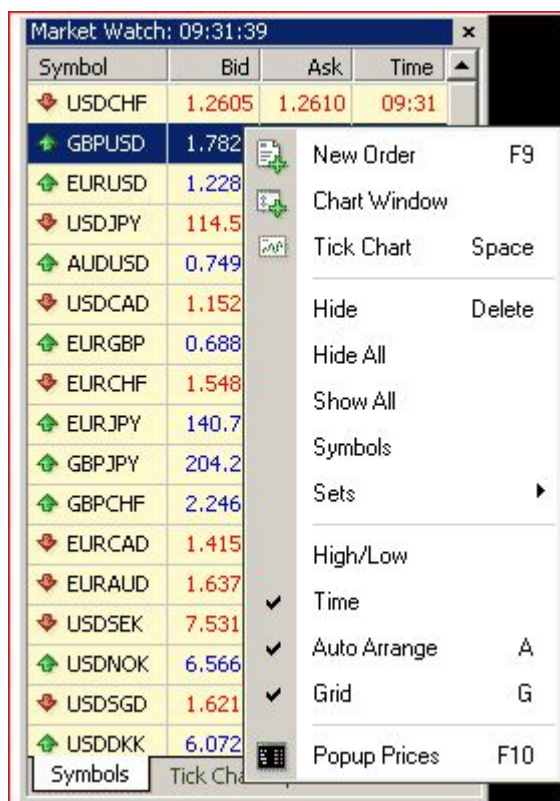 Market Watch: 09:31:39
Symbol Bid Ask Time
USDCHF 1.2605 1.2610 09:31
GBPUSD 1.782
EURUSD 1.228
USDJPY 114.5
AUDUSD 0.749
USDCAD 1.152
EURGBP 0.688
EURCHF 1.548
EURJPY 140.7
GBPJPY 204.2
GBPCHF 2.246
EURCAD 1.415
EURAUD 1.637
USDSEK 7.531
USDNOK 6.566
USDSGD 1.621
USDDKK 6.072
Symbols Tick Cha
New Order F9
Chart Window
Tick Chart Space
Hide Delete
Hide All
Show All
Symbols
Sets
High/Low
Time
Auto Arrange A
Grid G
Popup Prices F10